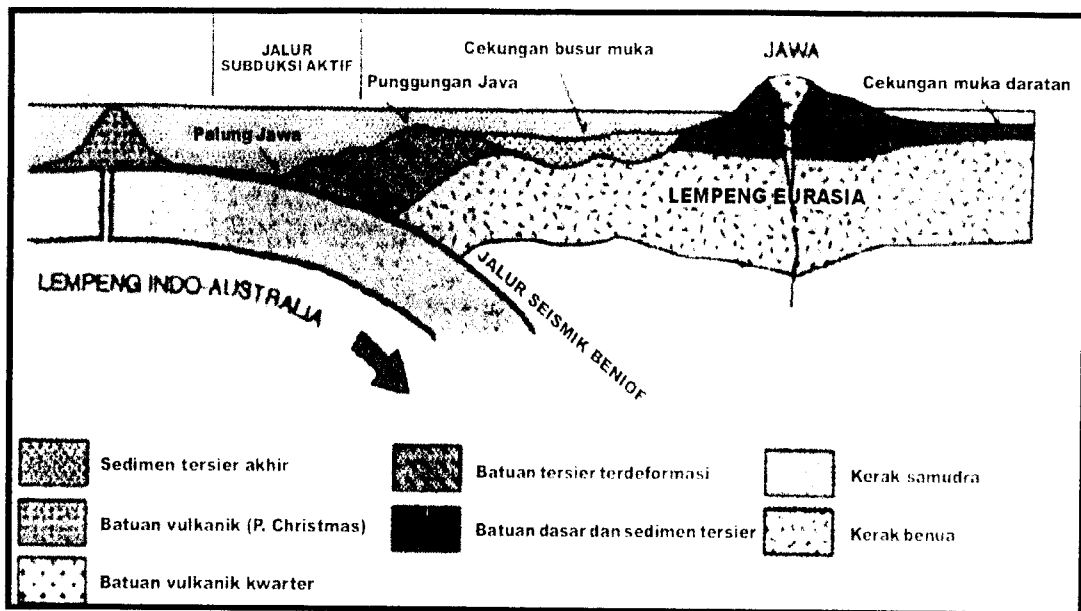 JALUR
SUBDUKSI AKTIF
Cekungan busur muka
JAWA
Punggungan Java
Cekungan muka daratan
Palung Jawa
LEMPENG EURASIA
LEMPENG INDO-AUSTRALIA
JALUR SEISMIK BENIOF
Sedimen tersier akhir
Batuan tersier terdeformasi
Kerak samudra
Batuan vulkanik (P. Christmas)
Batuan dasar dan sedimen tersier
Kerak benua
Batuan vulkanik kwarter